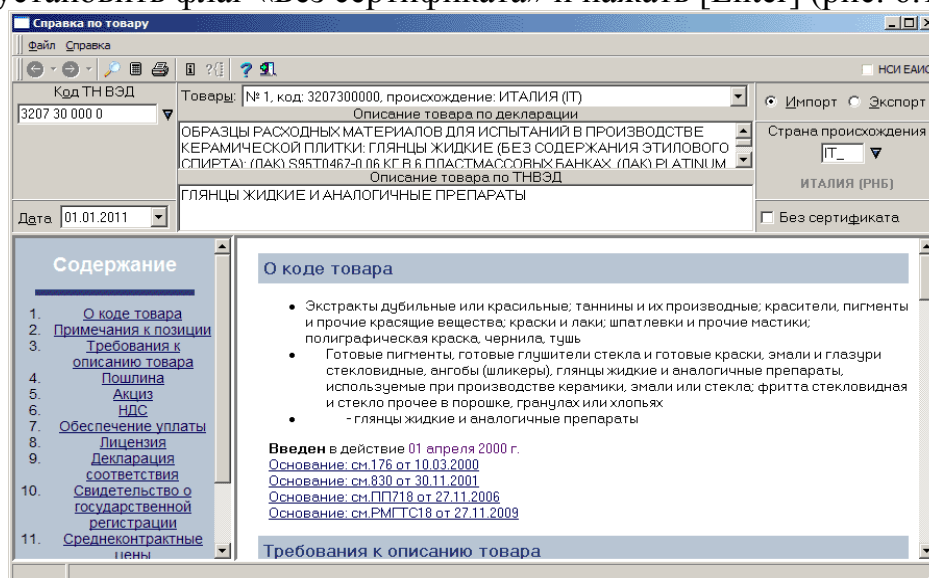 установить флаг «Без сертификата» и нажать [Enter] (рис. 6.
Справка по товару
Файл Справка
НСИ ЕАИС
Код ТН ВЭД
3207 30 000 0
Товары: № 1, код: 3207300000, происхождение: ИТАЛИЯ (IT)
Описание товара по декларации
ОБРАЗЦЫ РАСХОДНЫХ МАТЕРИАЛОВ ДЛЯ ИСПЫТАНИЙ В ПРОИЗВОДСТВЕ
КЕРАМИЧЕСКОЙ ПЛИТКИ: ГЛЯНЦЫ ЖИДКИЕ (БЕЗ СОДЕРЖАНИЯ ЭТИЛОВОГО
СПИРТА): (ЛАК) S95T0467-0,06 КГ В 6 ПЛАСТМАССОВЫХ БАНКАХ, (ЛАК) PLATINUM
Описание товара по ТНВЭД
ГЛЯНЦЫ ЖИДКИЕ И АНАЛОГИЧНЫЕ ПРЕПАРАТЫ
Импорт Экспорт
Страна происхождения
IT_
ИТАЛИЯ (РНБ)
Дата 01.01.2011
Без сертификата
Содержание
1. О коде товара
2. Примечания к позиции
3. Требования к
описанию товара
4. Пошлина
5. Акциз
6. НДС
7. Обеспечение уплаты
8. Лицензия
9. Декларация
соответствия
10. Свидетельство о
государственной
регистрации
11. Среднеконтрактные
цены
О коде товара
• Экстракты дубильные или красильные; таннины и их производные; красители, пигменты
и прочие красящие вещества; краски и лаки; шпатлевки и прочие мастики;
полиграфическая краска, чернила, тушь
• Готовые пигменты, готовые глушители стекла и готовые краски, эмали и глазури
стекловидные, ангобы (шликеры), глянцы жидкие и аналогичные препараты,
используемые при производстве керамики, эмали или стекла; фритта стекловидная
и стекло прочее в порошке, гранулах или хлопьях
• - глянцы жидкие и аналогичные препараты
Введен в действие 01 апреля 2000 г.
Основание: см.176 от 10.03.2000
Основание: см.830 от 30.11.2001
Основание: см.ПП718 от 27.11.2006
Основание: см.РМГТС18 от 27.11.2009
Требования к описанию товара